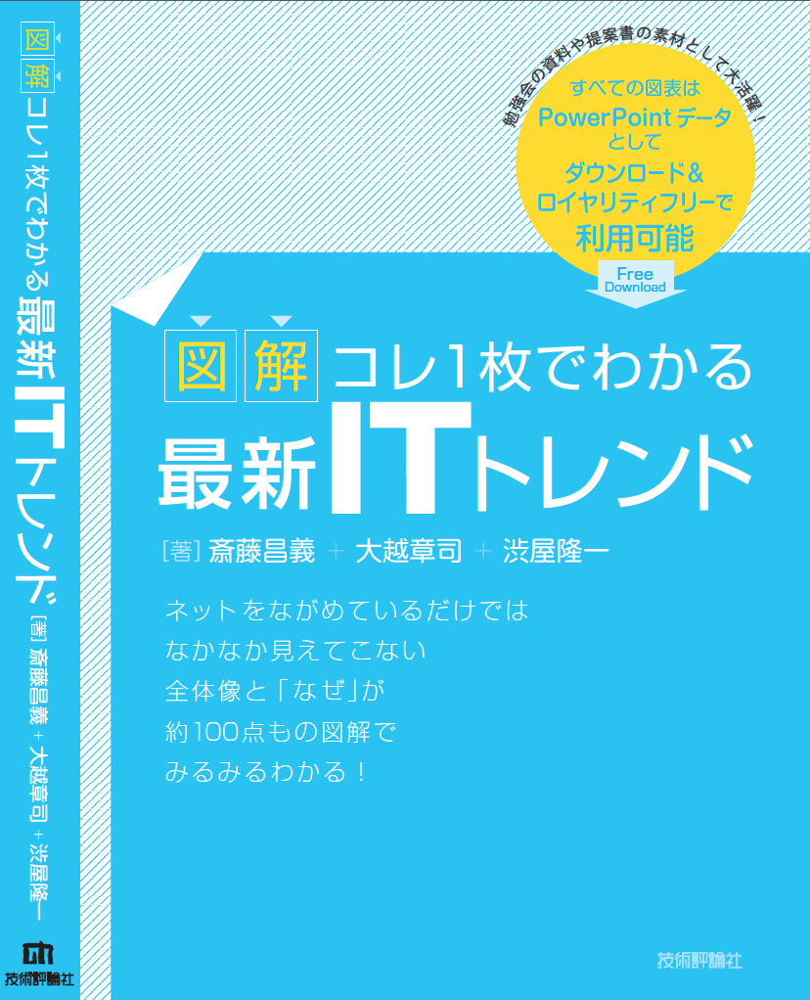 図解 コレ1枚でわかる最新ITトレンド
[著] 斎藤昌義 + 大越章司 + 渋屋隆一
技術評論社
勉強会の資料や提案書の素材として大活躍！
すべての図表は
PowerPointデータ
として
ダウンロード&
ロイヤリティフリーで
利用可能
Free
Download
図解 コレ1枚でわかる
最新ITトレンド
[著] 斎藤昌義 + 大越章司 + 渋屋隆一
ネットをながめているだけでは
なかなか見えてこない
全体像と「なぜ」が
約100点もの図解で
みるみるわかる！
技術評論社